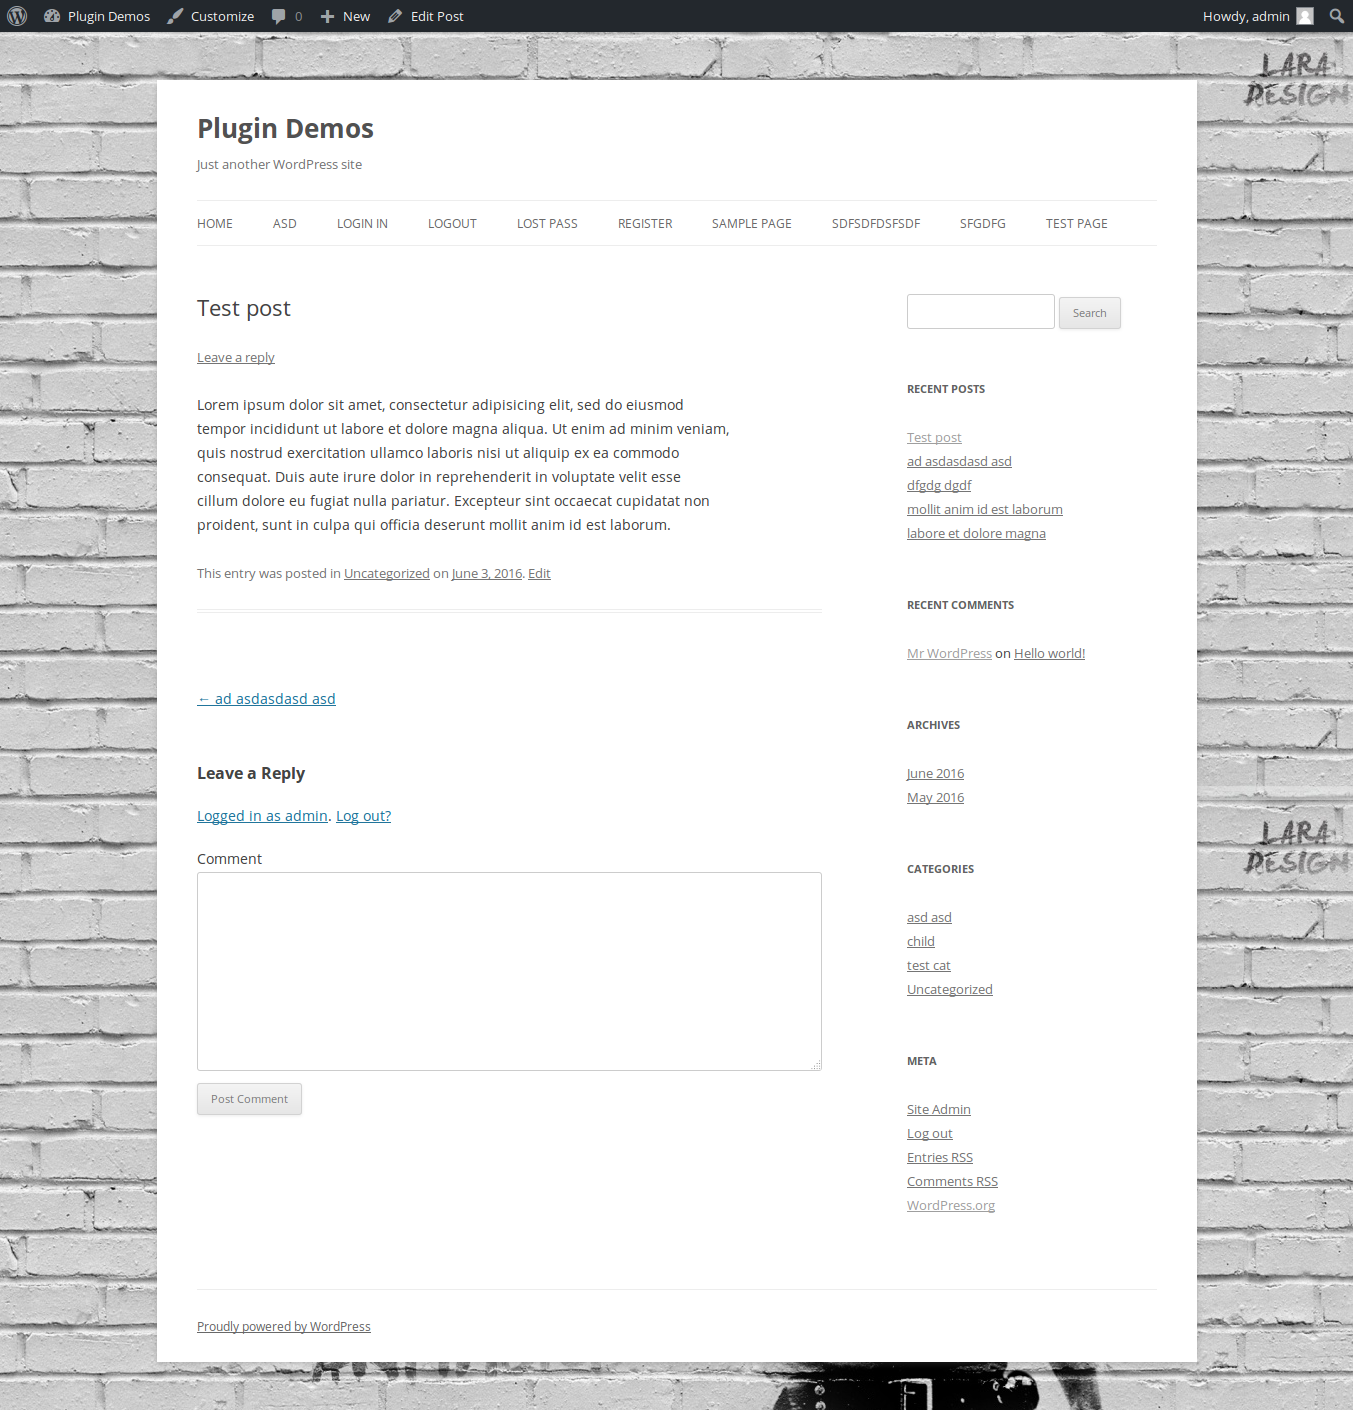 Plugin Demos Customize 0 New Edit Post Howdy, admin
LARA
DESIGN
Plugin Demos
Just another WordPress site
HOME ASD LOGIN IN LOGOUT LOST PASS REGISTER SAMPLE PAGE SDFSDFDSFSDF SFGDFG TEST PAGE
Test post
Leave a reply
Lorem ipsum dolor sit amet, consectetur adipisicing elit, sed do eiusmod
tempor incididunt ut labore et dolore magna aliqua. Ut enim ad minim veniam,
quis nostrud exercitation ullamco laboris nisi ut aliquip ex ea commodo
consequat. Duis aute irure dolor in reprehenderit in voluptate velit esse
cillum dolore eu fugiat nulla pariatur. Excepteur sint occaecat cupidatat non
proident, sunt in culpa qui officia deserunt mollit anim id est laborum.
This entry was posted in Uncategorized on June 3, 2016. Edit
← ad asdasdasd asd
Leave a Reply
Logged in as admin. Log out?
Comment
Post Comment
Search
RECENT POSTS
Test post
ad asdasdasd asd
dfgdg dgdf
mollit anim id est laborum
labore et dolore magna
RECENT COMMENTS
Mr WordPress on Hello world!
ARCHIVES
June 2016
May 2016
LARA
DESIGN
CATEGORIES
asd asd
child
test cat
Uncategorized
META
Site Admin
Log out
Entries RSS
Comments RSS
WordPress.org
Proudly powered by WordPress